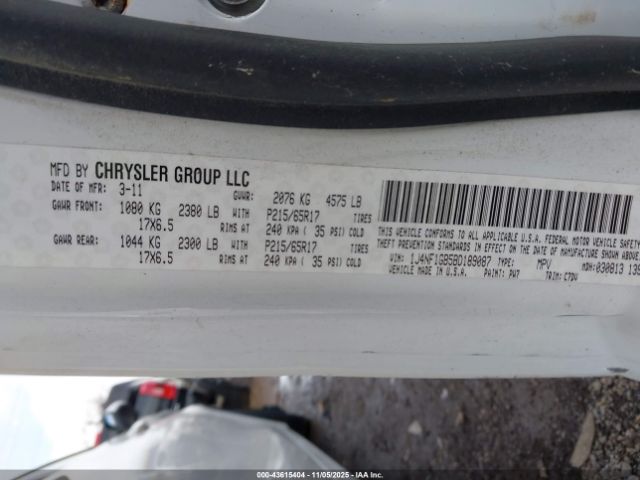 MFD BY CHRYSLER GROUP LLC
DATE OF MFR: 3-11 GVWR: 2076 KG 4575 LB
GAWR FRONT: 1080 KG 2380 LB WITH P215/65R17 TIRES
17X6.5 RIMS AT 240 KPA ( 35 PSI) COLD
GAWR REAR: 1044 KG 2300 LB WITH P215/65R17 TIRES
17X6.5 RIMS AT 240 KPA ( 35 PSI) COLD
THIS VEHICLE CONFORMS TO ALL APPLICABLE U.S.A. FEDERAL MOTOR VEHICLE SAFETY
THEFT PREVENTION STANDARDS IN EFFECT ON THE DATE OF MANUFACTURE SHOWN ABOVE.
VIN: 1J4NF1GB5BD189087 TYPE: MPV MDH: 030813 139
VEHICLE MADE IN U.S.A. PAINT: PW7 TRIM: C7DV
000-43615404 - 11/05/2025 - IAA Inc.